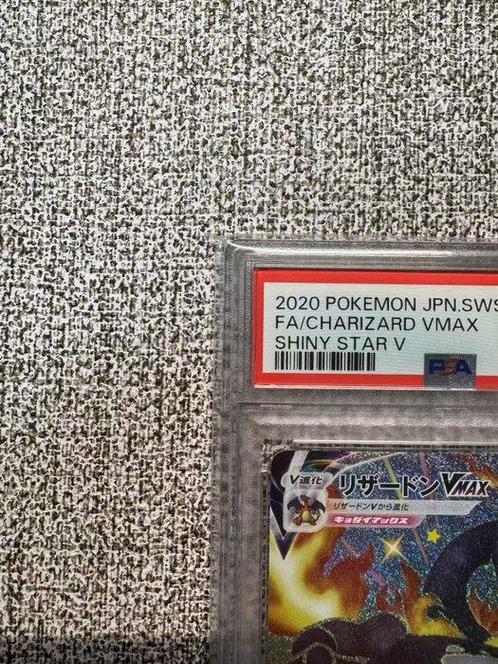 2020 POKEMON JPN.SWS
FA/CHARIZARD VMAX
SHINY STAR V
PSA
V進化
リザードンVMAX
リザードンVから進化
キョダイマックス